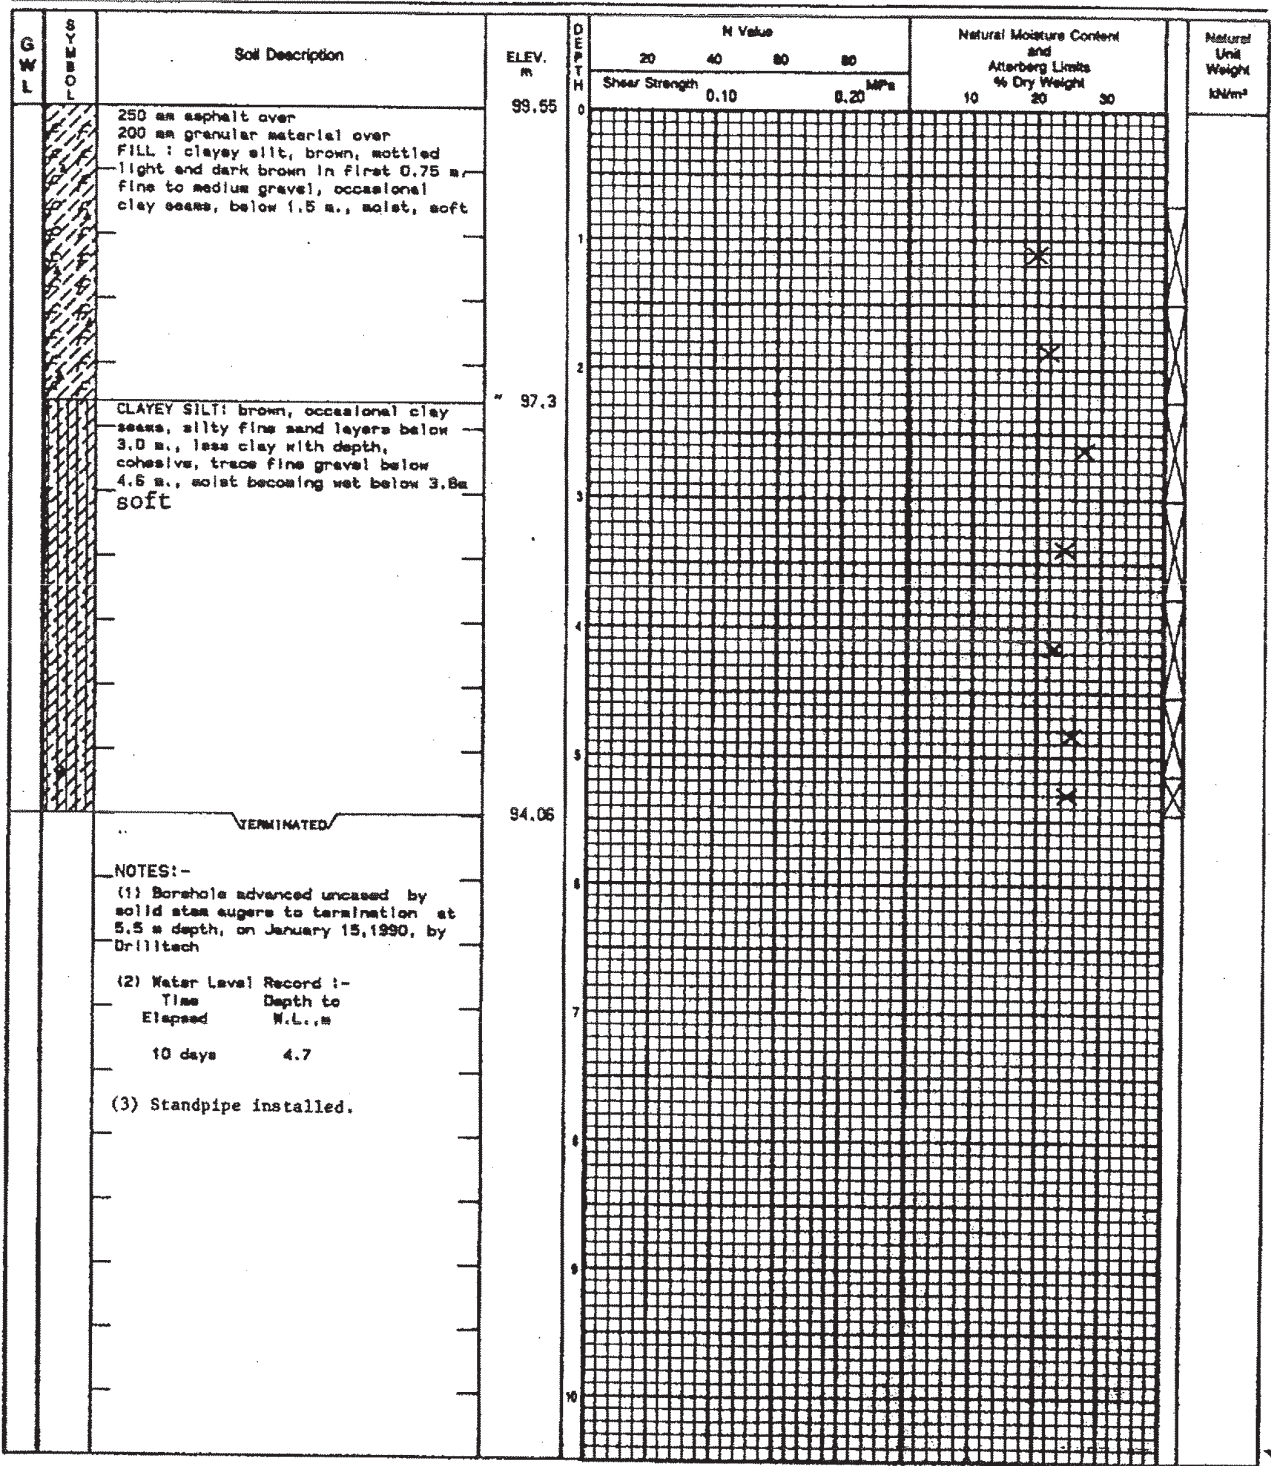 GWL
SYMBOL
Soil Description
ELEV.
m
DEPTH
N Value
20 40 60 80
Shear Strength MPa
0.10 0.20
Natural Moisture Content
and
Atterberg Limits
% Dry Weight
10 20 30
Natural
Unit
Weight
kN/m³
99.55
0
250 mm asphalt over
200 mm granular material over
FILL : clayey silt, brown, mottled
light and dark brown in first 0.75 m,
fine to medium gravel, occasional
clay seams, below 1.5 m., moist, soft
1
2
" 97.3
CLAYEY SILT: brown, occasional clay
seams, silty fine sand layers below
3.0 m., less clay with depth,
cohesive, trace fine gravel below
4.6 m., moist becoming wet below 3.8m
soft
3
4
5
94.06
TERMINATED
NOTES:-
(1) Borehole advanced uncased by
solid stem augers to termination at
5.5 m depth, on January 15,1990, by
Drilltech
6
(2) Water Level Record :-
Time Depth to
Elapsed W.L.,m
10 days 4.7
7
(3) Standpipe installed.
8
9
10